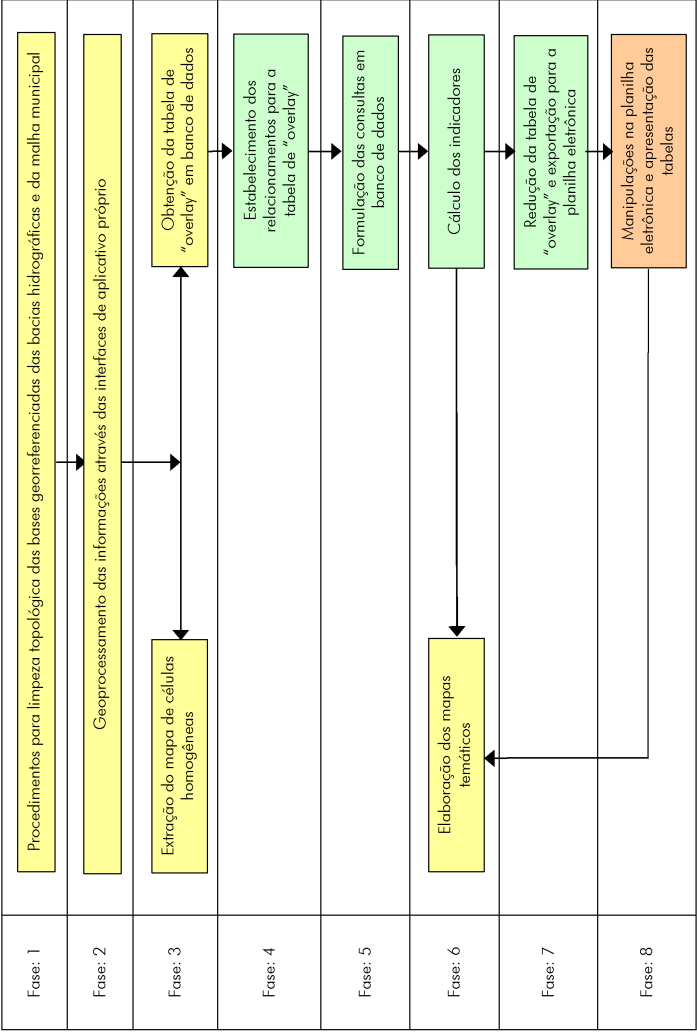 Fase: 1
Procedimentos para limpeza topológica das bases georreferenciadas das bacias hidrográficas e da malha municipal
Fase: 2
Geoprocessamento das informações através das interfaces de aplicativo próprio
Fase: 3
Extração do mapa de células
homogêneas
Obtenção da tabela de
“overlay” em banco de dados
Fase: 4
Estabelecimento dos
relacionamentos para a
tabela de “overlay”
Fase: 5
Formulação das consultas em
banco de dados
Fase: 6
Elaboração dos mapas
temáticos
Cálculo dos indicadores
Fase: 7
Redução da tabela de
“overlay” e exportação para a
planilha eletrônica
Fase: 8
Manipulações na planilha
eletrônica e apresentação das
tabelas